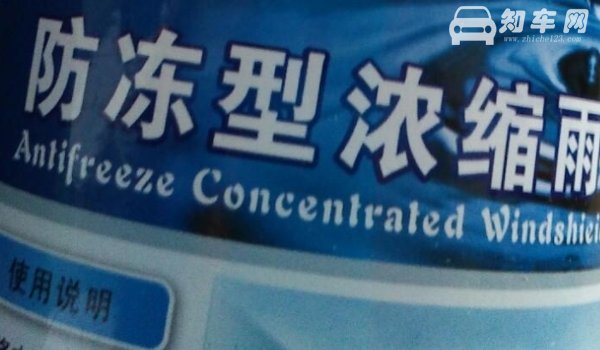 知车网
www.zhiche123.com
防冻型浓缩雨
Antifreeze Concentrated Windshiel
使用说明